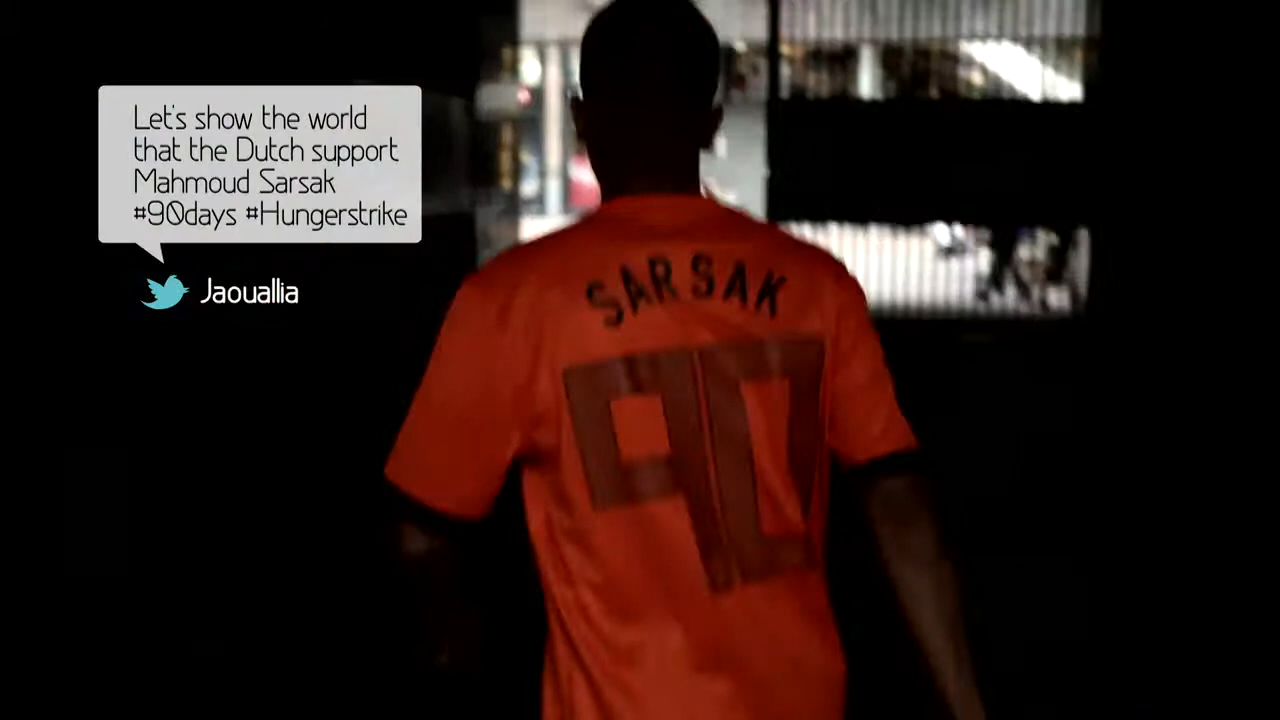 Let's show the world
that the Dutch support
Mahmoud Sarsak
#90days #Hungerstrike
Jaouallia
SARSAK
90